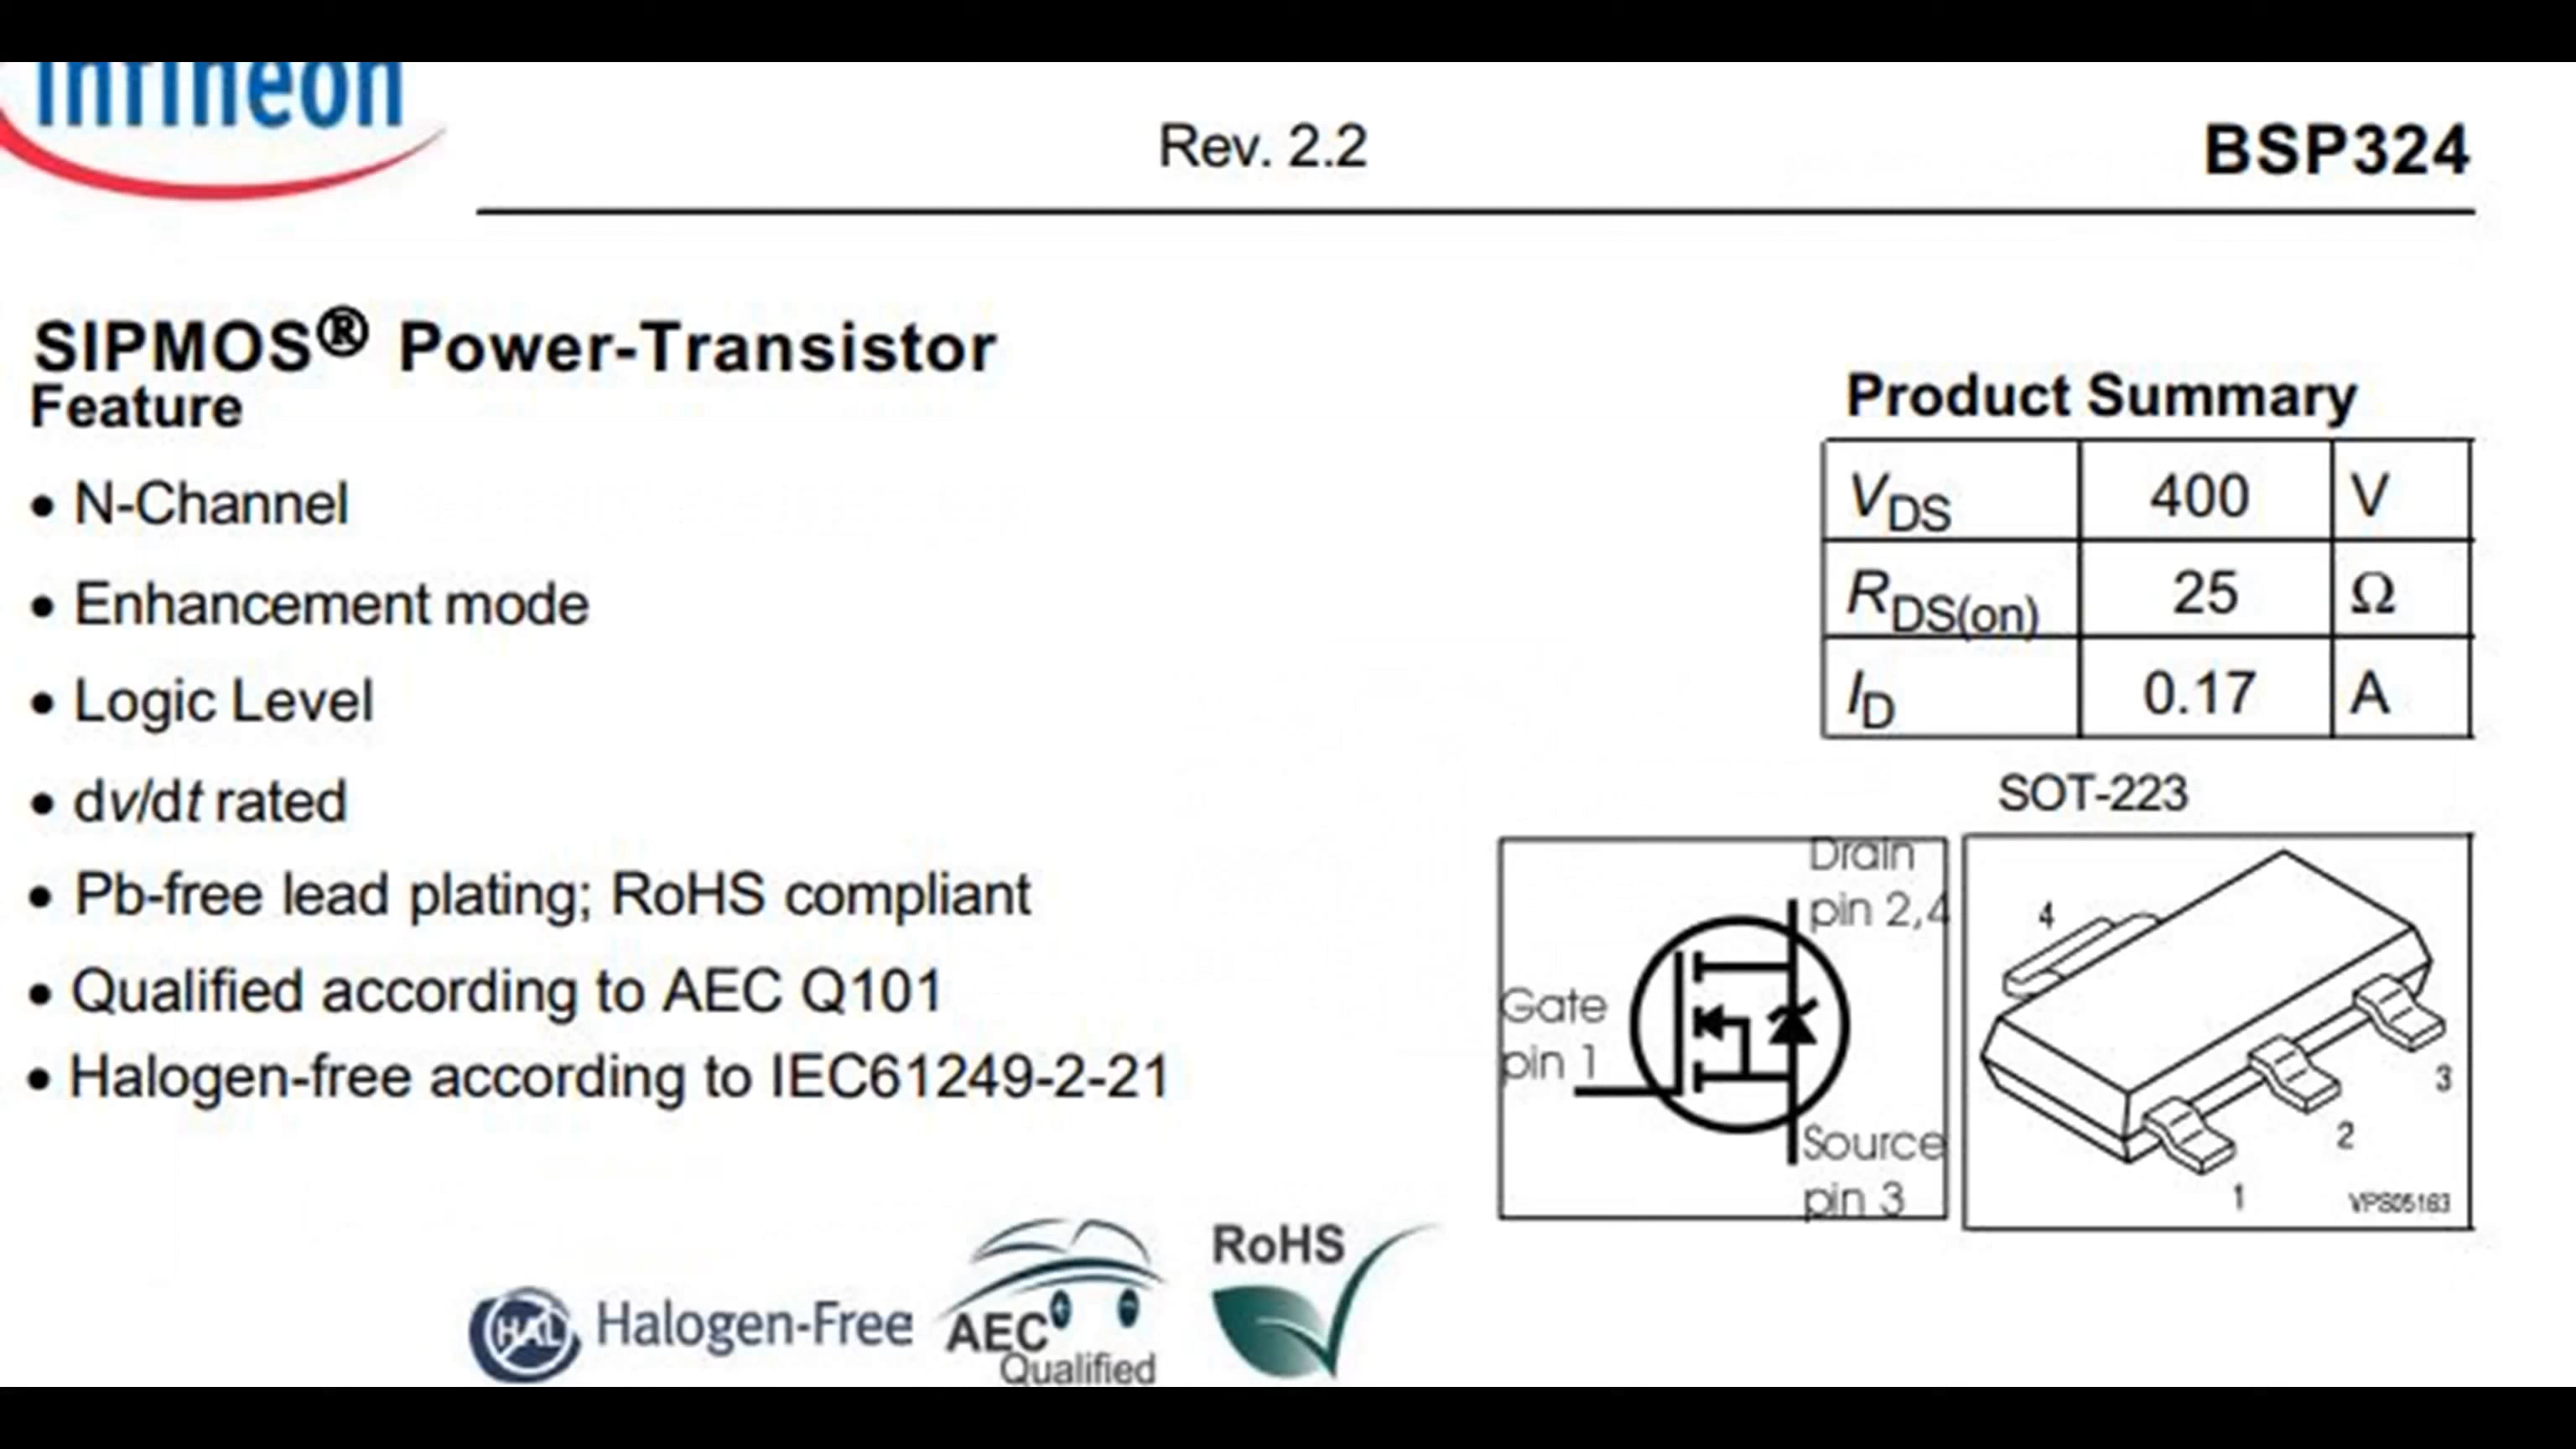 infineon
Rev. 2.2
BSP324
SIPMOS® Power-Transistor
Feature
• N-Channel
• Enhancement mode
• Logic Level
• dv/dt rated
• Pb-free lead plating; RoHS compliant
• Qualified according to AEC Q101
• Halogen-free according to IEC61249-2-21
Product Summary
VDS 400 V
RDS(on) 25 Ω
ID 0.17 A
SOT-223
Drain
pin 2,4
Gate
pin 1
Source
pin 3
4
3
2
1
VPS05163
HAL Halogen-Free
AEC
Qualified
RoHS